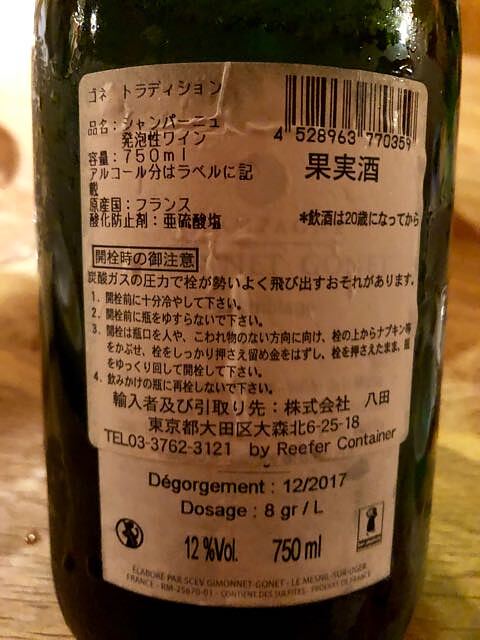 ゴネ トラディション
品名：シャンパーニュ
発泡性ワイン
容量：750ml
アルコール分はラベルに記
載
原産国：フランス
酸化防止剤：亜硫酸塩
4 528963 770359
果実酒
*飲酒は20歳になってから
開栓時の御注意
炭酸ガスの圧力で栓が勢いよく飛び出すおそれがあります。
1. 開栓前に十分冷やして下さい。
2. 開栓前に瓶をゆすらないで下さい。
3. 開栓は瓶口を人や、こわれ物のない方向に向け、栓の上からナプキン等
をかぶせ、栓をしっかり押さえ留め金をはずし、栓を押さえたまま、瓶
をゆっくり回して開栓して下さい。
4. 飲みかけの瓶に再栓しないで下さい。
輸入者及び引取り先：株式会社 八田
東京都大田区大森北6-25-18
TEL03-3762-3121 by Reefer Container
Dégorgement : 12/2017
Dosage : 8 gr / L
12 %Vol. 750 ml
ELABORÉ PAR SCEV GIMONNET-GONET - LE MESNIL-SUR-OGER
FRANCE - RM-25670-01 - CONTIENT DES SULFITES - PRODUIT DE FRANCE